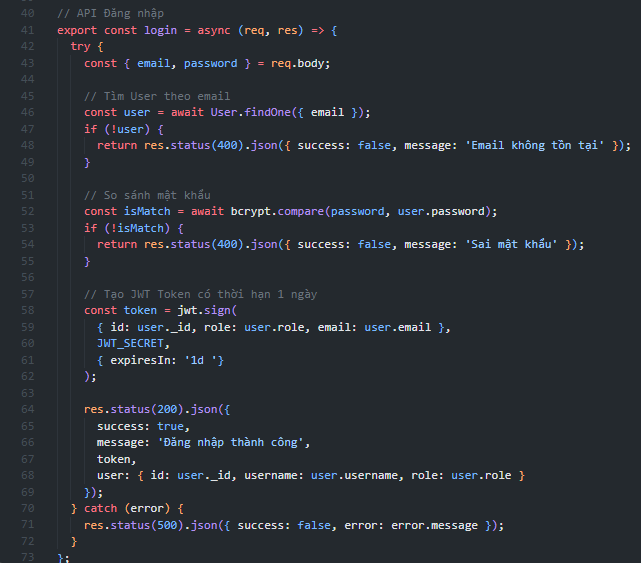 40 // API Đăng nhập
41 export const login = async (req, res) => {
42 try {
43 const { email, password } = req.body;
44
45 // Tìm User theo email
46 const user = await User.findOne({ email });
47 if (!user) {
48 return res.status(400).json({ success: false, message: 'Email không tồn tại' });
49 }
50
51 // So sánh mật khẩu
52 const isMatch = await bcrypt.compare(password, user.password);
53 if (!isMatch) {
54 return res.status(400).json({ success: false, message: 'Sai mật khẩu' });
55 }
56
57 // Tạo JWT Token có thời hạn 1 ngày
58 const token = jwt.sign(
59 { id: user._id, role: user.role, email: user.email },
60 JWT_SECRET,
61 { expiresIn: '1d '}
62 );
63
64 res.status(200).json({
65 success: true,
66 message: 'Đăng nhập thành công',
67 token,
68 user: { id: user._id, username: user.username, role: user.role }
69 });
70 } catch (error) {
71 res.status(500).json({ success: false, error: error.message });
72 }
73 };